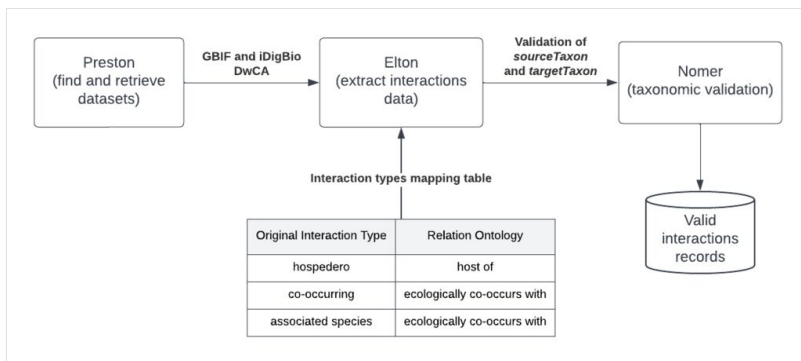 Preston
(find and retrieve
datasets)
GBIF and iDigBio
DwCA
Elton
(extract interactions
data)
Validation of
sourceTaxon
and targetTaxon
Nomer
(taxonomic validation)
Interaction types mapping table
Original Interaction Type
Relation Ontology
hospedero
host of
co-occurring
ecologically co-occurs with
associated species
ecologically co-occurs with
Valid
interactions
records